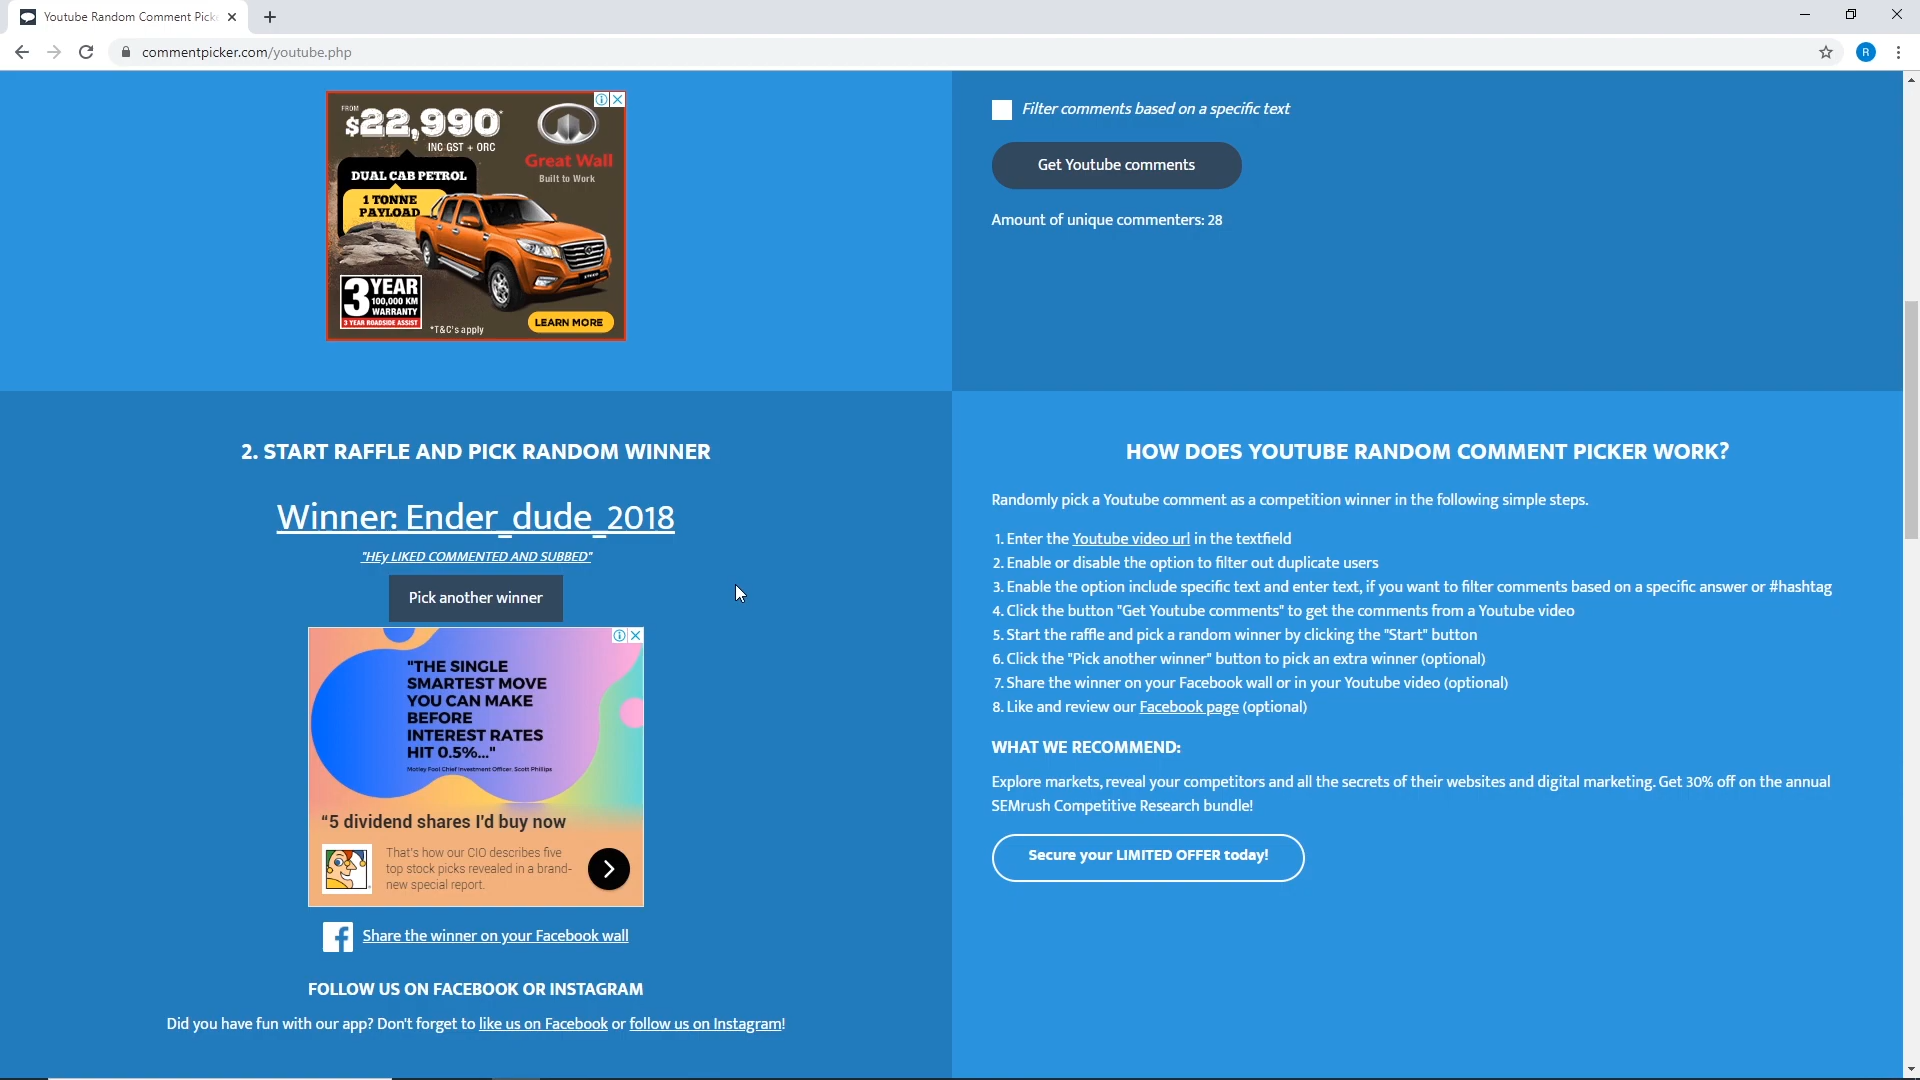 Youtube Random Comment Pick
commentpicker.com/youtube.php
R
FROM
$22,990*
INC GST + ORC
DUAL CAB PETROL
1 TONNE
PAYLOAD
Great Wall
Built to Work
3 YEAR
100,000 KM
WARRANTY
3 YEAR ROADSIDE ASSIST
*T&C's apply
LEARN MORE
Filter comments based on a specific text
Get Youtube comments
Amount of unique commenters: 28
2. START RAFFLE AND PICK RANDOM WINNER
Winner: Ender_dude_2018
"HEy LIKED COMMENTED AND SUBBED"
Pick another winner
"THE SINGLE
SMARTEST MOVE
YOU CAN MAKE
BEFORE
INTEREST RATES
HIT 0.5%..."
Motley Fool Chief Investment Officer, Scott Phillips
“5 dividend shares I'd buy now
That's how our CIO describes five
top stock picks revealed in a brand-
new special report.
Share the winner on your Facebook wall
FOLLOW US ON FACEBOOK OR INSTAGRAM
Did you have fun with our app? Don't forget to like us on Facebook or follow us on Instagram!
HOW DOES YOUTUBE RANDOM COMMENT PICKER WORK?
Randomly pick a Youtube comment as a competition winner in the following simple steps.
1. Enter the Youtube video url in the textfield
2. Enable or disable the option to filter out duplicate users
3. Enable the option include specific text and enter text, if you want to filter comments based on a specific answer or #hashtag
4. Click the button "Get Youtube comments" to get the comments from a Youtube video
5. Start the raffle and pick a random winner by clicking the "Start" button
6. Click the "Pick another winner" button to pick an extra winner (optional)
7. Share the winner on your Facebook wall or in your Youtube video (optional)
8. Like and review our Facebook page (optional)
WHAT WE RECOMMEND:
Explore markets, reveal your competitors and all the secrets of their websites and digital marketing. Get 30% off on the annual
SEMrush Competitive Research bundle!
Secure your LIMITED OFFER today!